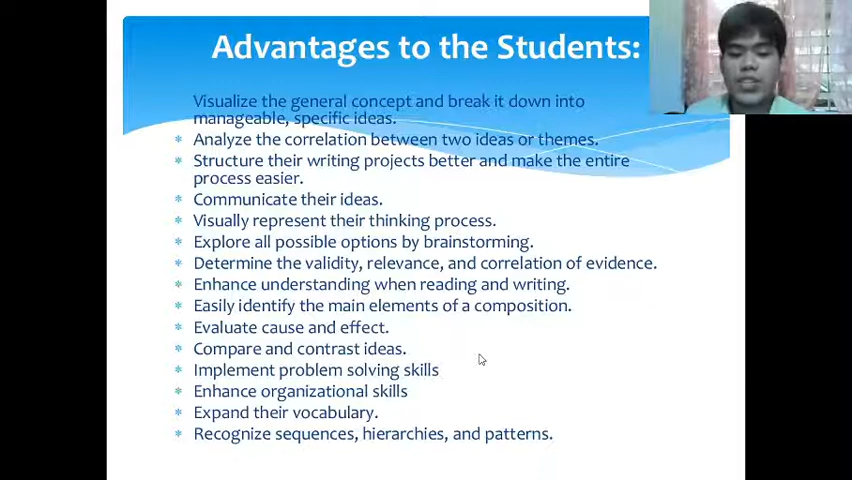 Advantages to the Students:
Visualize the general concept and break it down into
manageable, specific ideas.
Analyze the correlation between two ideas or themes.
Structure their writing projects better and make the entire
process easier.
Communicate their ideas.
Visually represent their thinking process.
Explore all possible options by brainstorming.
Determine the validity, relevance, and correlation of evidence.
Enhance understanding when reading and writing.
Easily identify the main elements of a composition.
Evaluate cause and effect.
Compare and contrast ideas.
Implement problem solving skills
Enhance organizational skills
Expand their vocabulary.
Recognize sequences, hierarchies, and patterns.